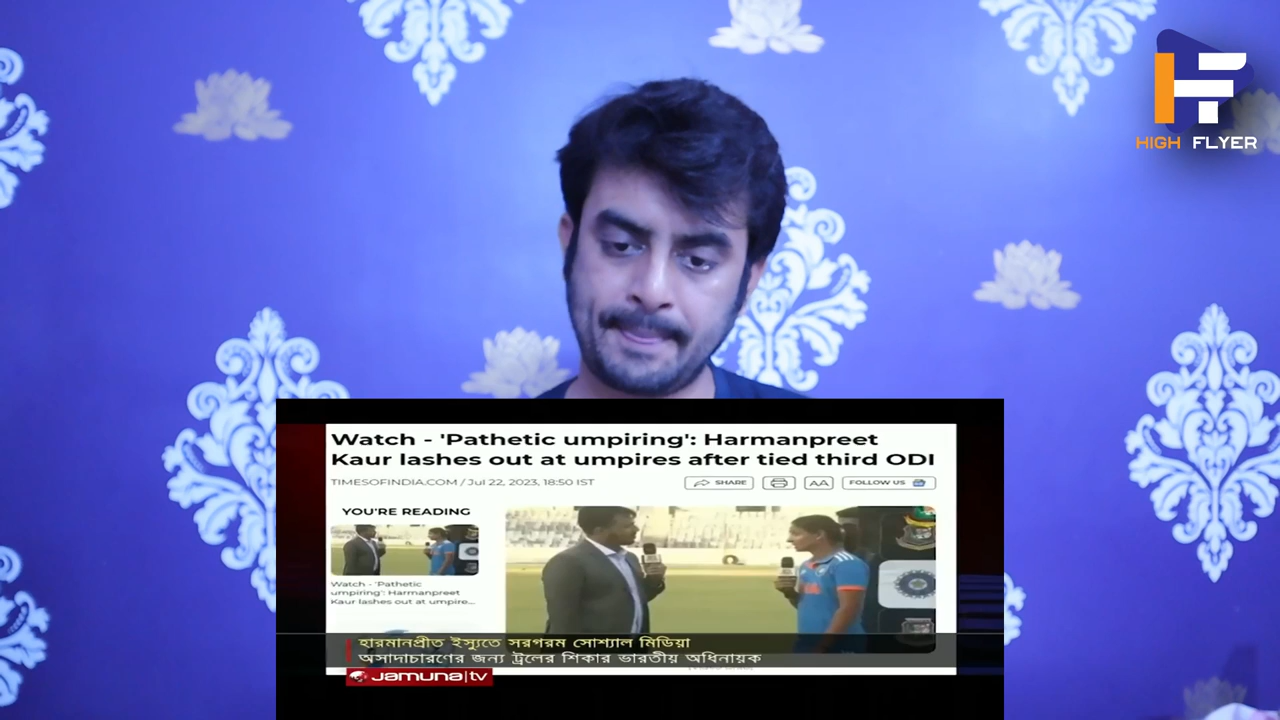 HF
HIGH FLYER
Watch - 'Pathetic umpiring': Harmanpreet
Kaur lashes out at umpires after tied third ODI
TIMESOFINDIA.COM / Jul 22, 2023, 18:50 IST
SHARE
AA
FOLLOW US
YOU'RE READING
Watch - 'Pathetic
umpiring': Harmanpreet
Kaur lashes out at umpire...
হারমানপ্রীত ইস্যুতে সরগরম সোশ্যাল মিডিয়া
অসাদাচারণের জন্য ট্রলের শিকার ভারতীয় অধিনায়ক
Jamuna|tv